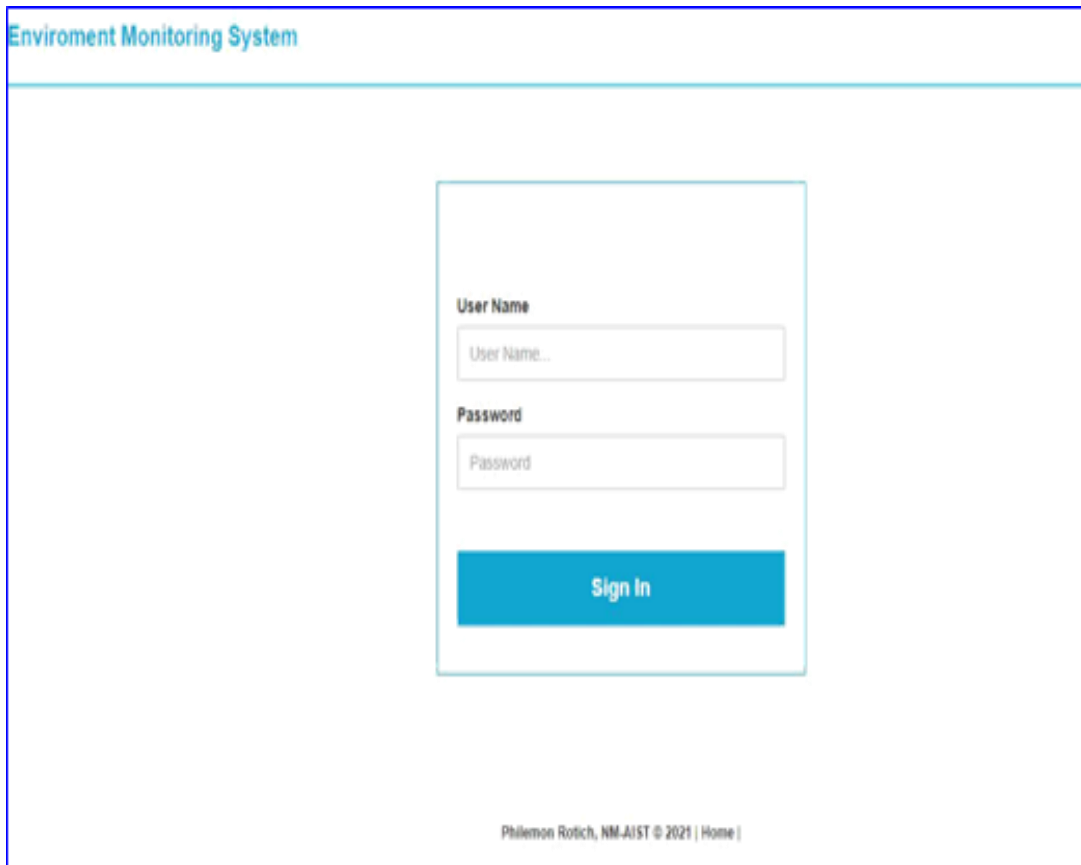 Enviroment Monitoring System
User Name
User Name...
Password
Password
Sign In
Philemon Rotich, NM-AIST © 2021 | Home |